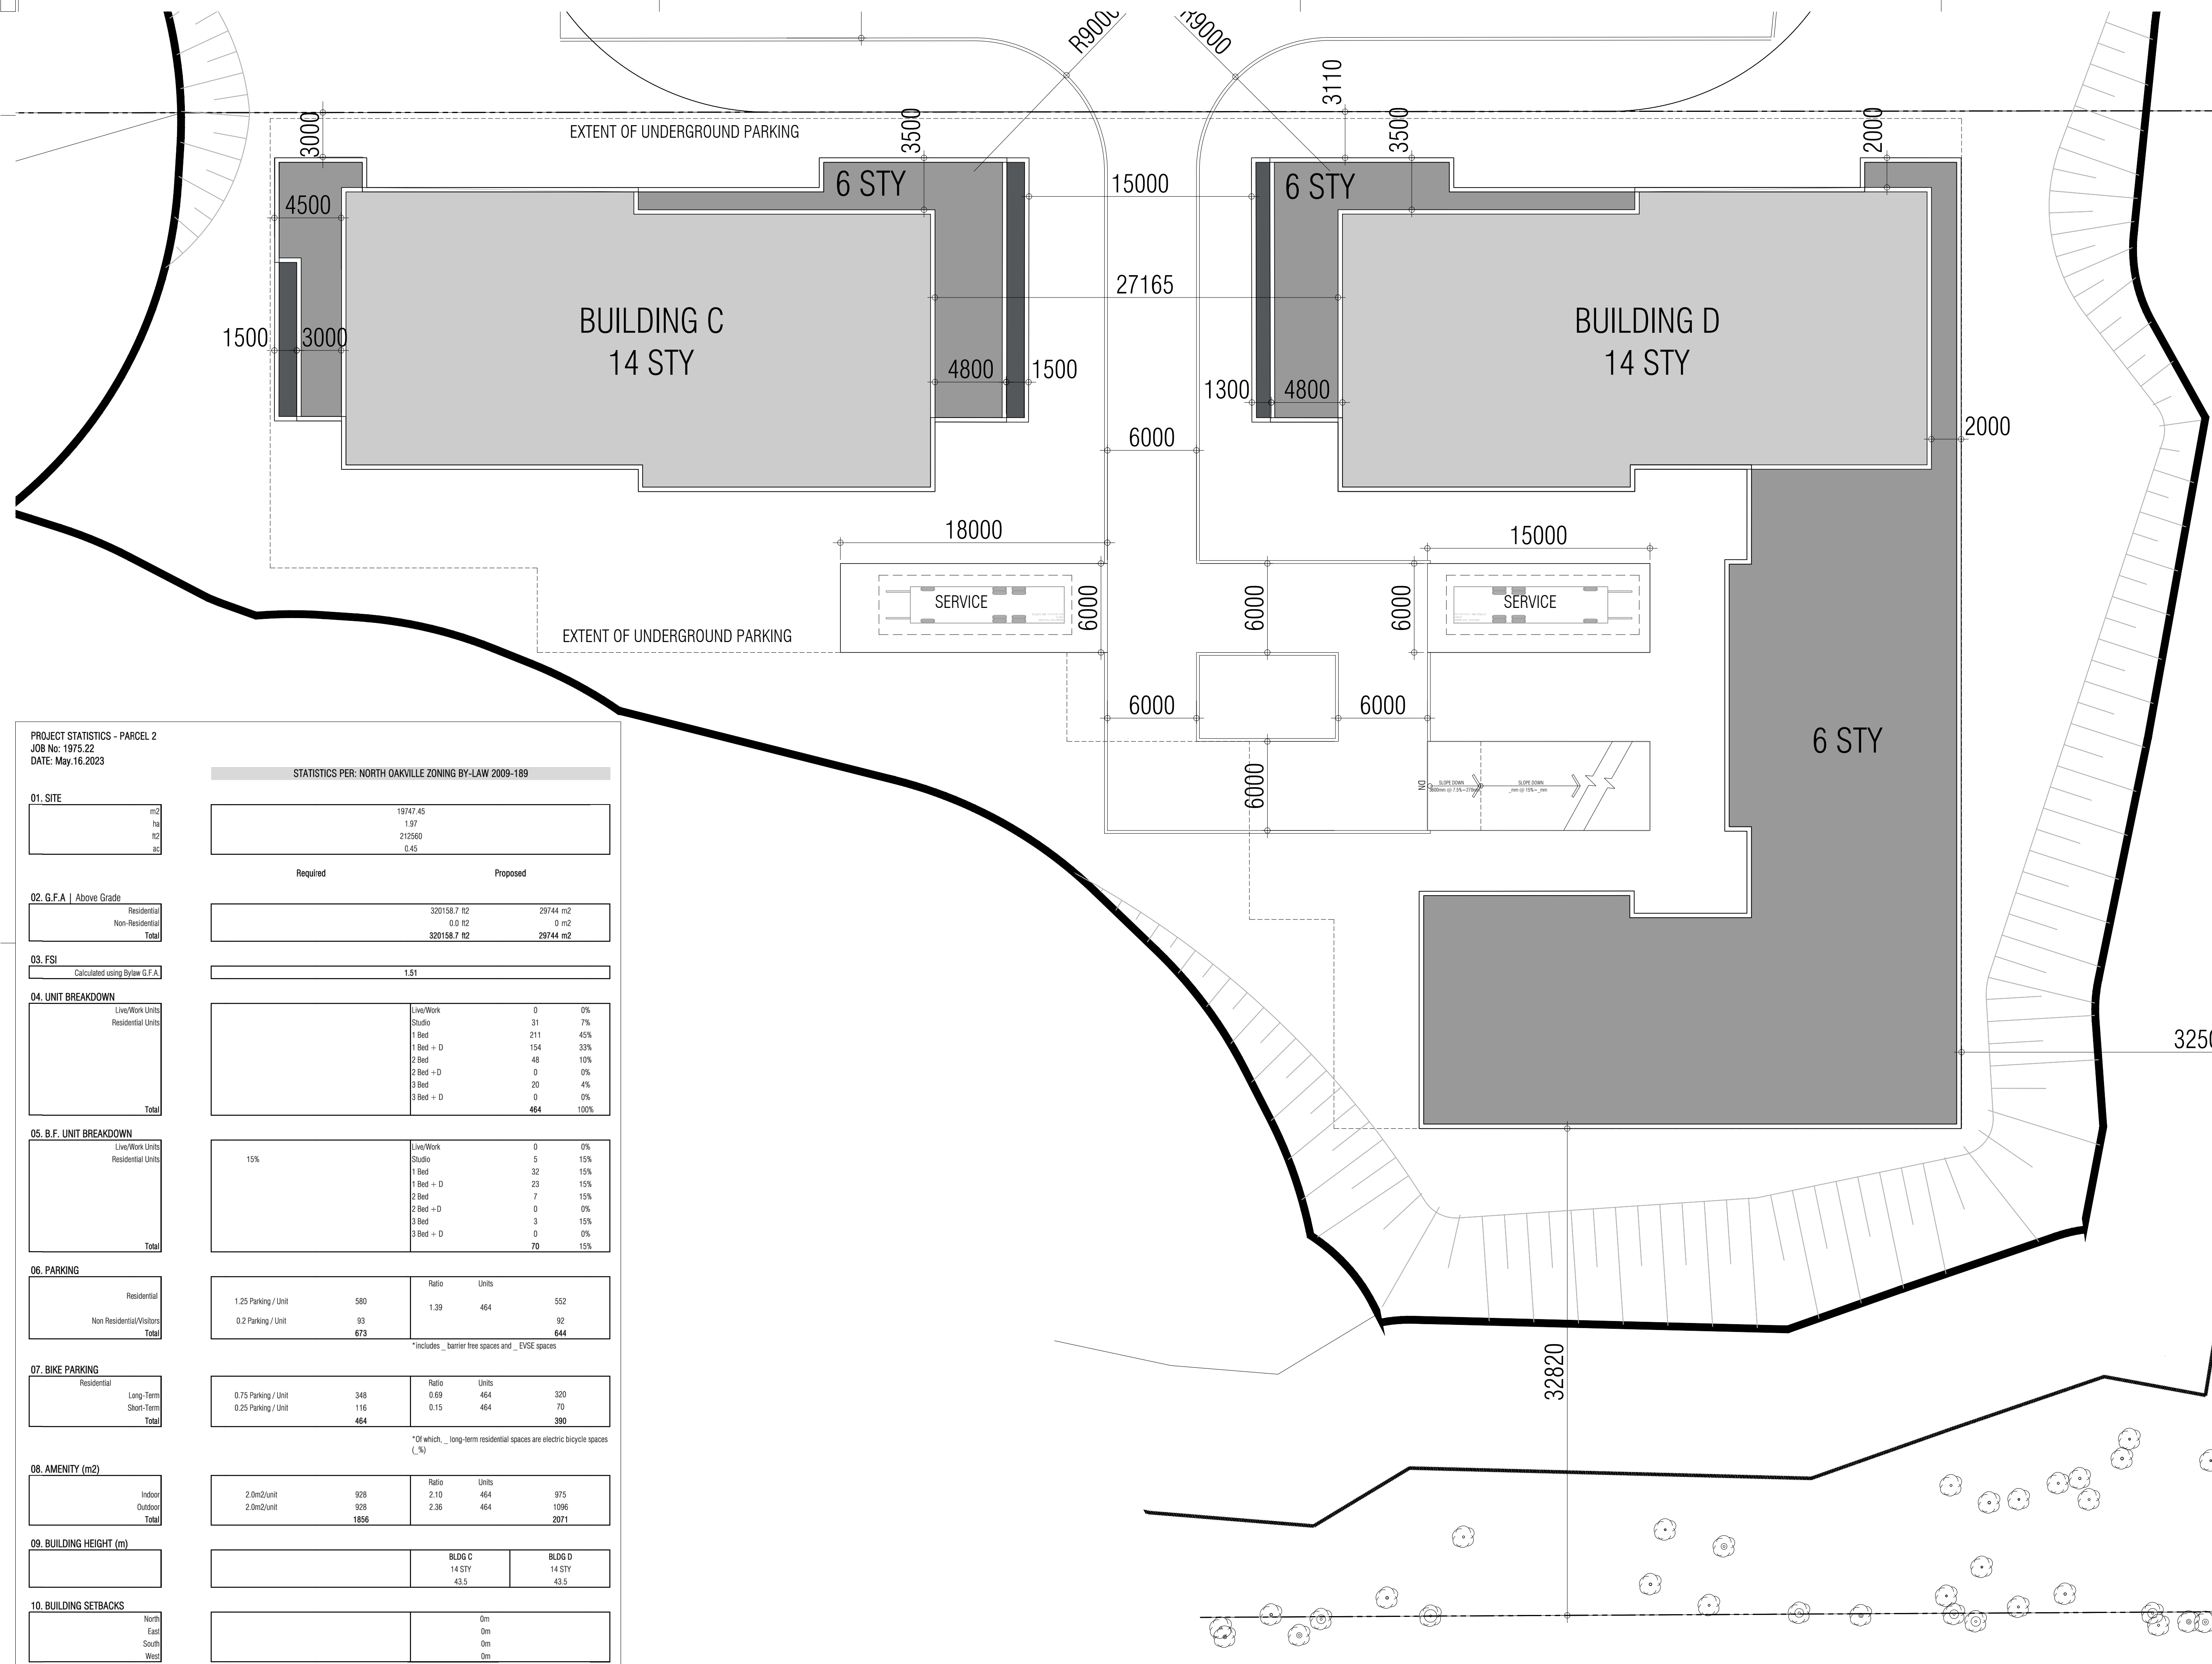 R9000
R9000
3110
3000
EXTENT OF UNDERGROUND PARKING
3500
3500
2000
6 STY
15000
6 STY
4500
27165
BUILDING C
14 STY
BUILDING D
14 STY
1500
3000
4800
1500
1300
4800
6000
2000
18000
15000
SERVICE
6000
6000
6000
SERVICE
EXTENT OF UNDERGROUND PARKING
6000
6000
6 STY
6000
DN
SLOPE DOWN
SLOPE DOWN
_mm @ 15%=_mm
32820
PROJECT STATISTICS - PARCEL 2
JOB No: 1975.22
DATE: May.16.2023
STATISTICS PER: NORTH OAKVILLE ZONING BY-LAW 2009-189
01. SITE
m2 19747.45
ha 1.97
ft2 212560
ac 0.45
Required Proposed
02. G.F.A | Above Grade
Residential 320158.7 ft2 29744 m2
Non-Residential 0.0 ft2 0 m2
Total 320158.7 ft2 29744 m2
03. FSI
Calculated using Bylaw G.F.A. 1.51
04. UNIT BREAKDOWN
Live/Work Units Live/Work 0 0%
Residential Units Studio 31 7%
1 Bed 211 45%
1 Bed + D 154 33%
2 Bed 48 10%
2 Bed +D 0 0%
3 Bed 20 4%
3 Bed + D 0 0%
Total 464 100%
05. B.F. UNIT BREAKDOWN
Live/Work Units Live/Work 0 0%
Residential Units 15% Studio 5 15%
1 Bed 32 15%
1 Bed + D 23 15%
2 Bed 7 15%
2 Bed +D 0 0%
3 Bed 3 15%
3 Bed + D 0 0%
Total 70 15%
06. PARKING
Ratio Units
Residential 1.25 Parking / Unit 580 1.39 464 552
Non Residential/Visitors 0.2 Parking / Unit 93 92
Total 673 644
*includes _ barrier free spaces and _ EVSE spaces
07. BIKE PARKING
Residential Ratio Units
Long-Term 0.75 Parking / Unit 348 0.69 464 320
Short-Term 0.25 Parking / Unit 116 0.15 464 70
Total 464 390
*Of which, _ long-term residential spaces are electric bicycle spaces
(_%)
08. AMENITY (m2)
Ratio Units
Indoor 2.0m2/unit 928 2.10 464 975
Outdoor 2.0m2/unit 928 2.36 464 1096
Total 1856 2071
09. BUILDING HEIGHT (m)
BLDG C BLDG D
14 STY 14 STY
43.5 43.5
10. BUILDING SETBACKS
North 0m
East 0m
South 0m
West 0m